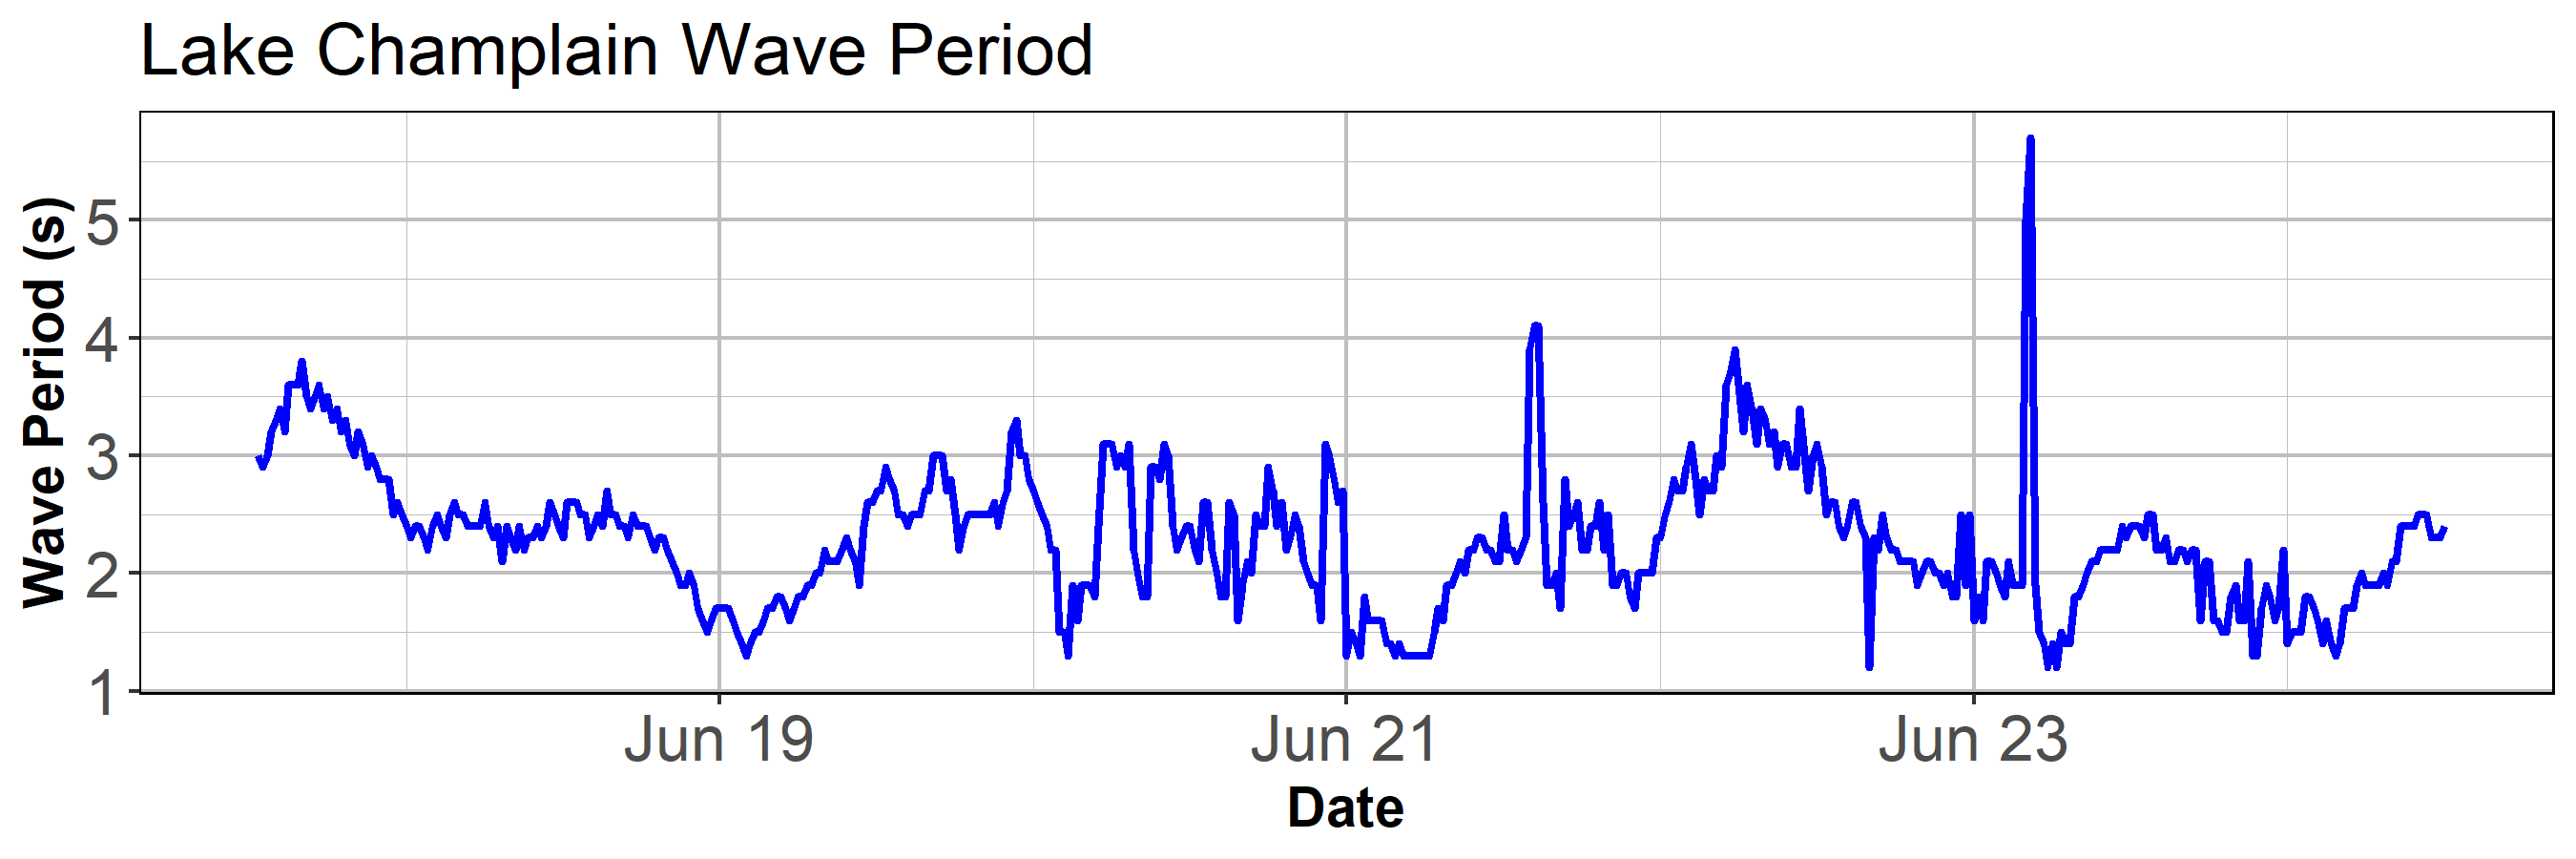 Lake Champlain Wave Period
Wave Period (s)
5
4
3
2
1
Jun 19
Jun 21
Jun 23
Date